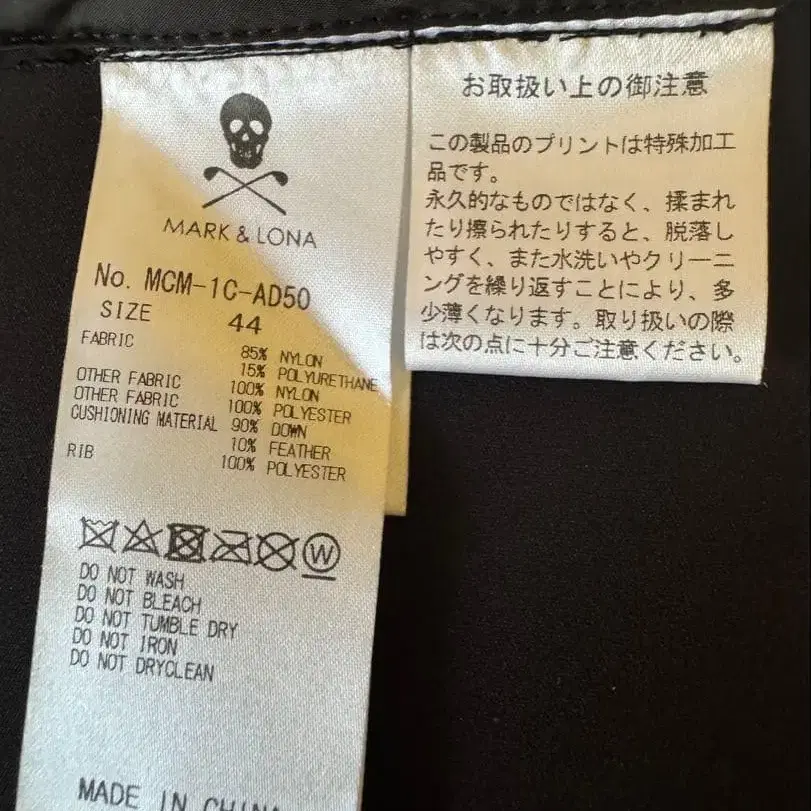 MARK & LONA
No. MCM-1C-AD50
SIZE 44
FABRIC 85% NYLON
15% POLYURETHANE
OTHER FABRIC 100% NYLON
OTHER FABRIC 100% POLYESTER
CUSHIONING MATERIAL 90% DOWN
10% FEATHER
RIB 100% POLYESTER
W
DO NOT WASH
DO NOT BLEACH
DO NOT TUMBLE DRY
DO NOT IRON
DO NOT DRYCLEAN
MADE IN CHINA
お取扱い上の御注意
この製品のプリントは特殊加工
品です。
永久的なものではなく、揉まれ
たり擦られたりすると、脱落し
やすく、また水洗いやクリーニ
ングを繰り返すことにより、多
少薄くなります。取り扱いの際
は次の点に十分ご注意ください。